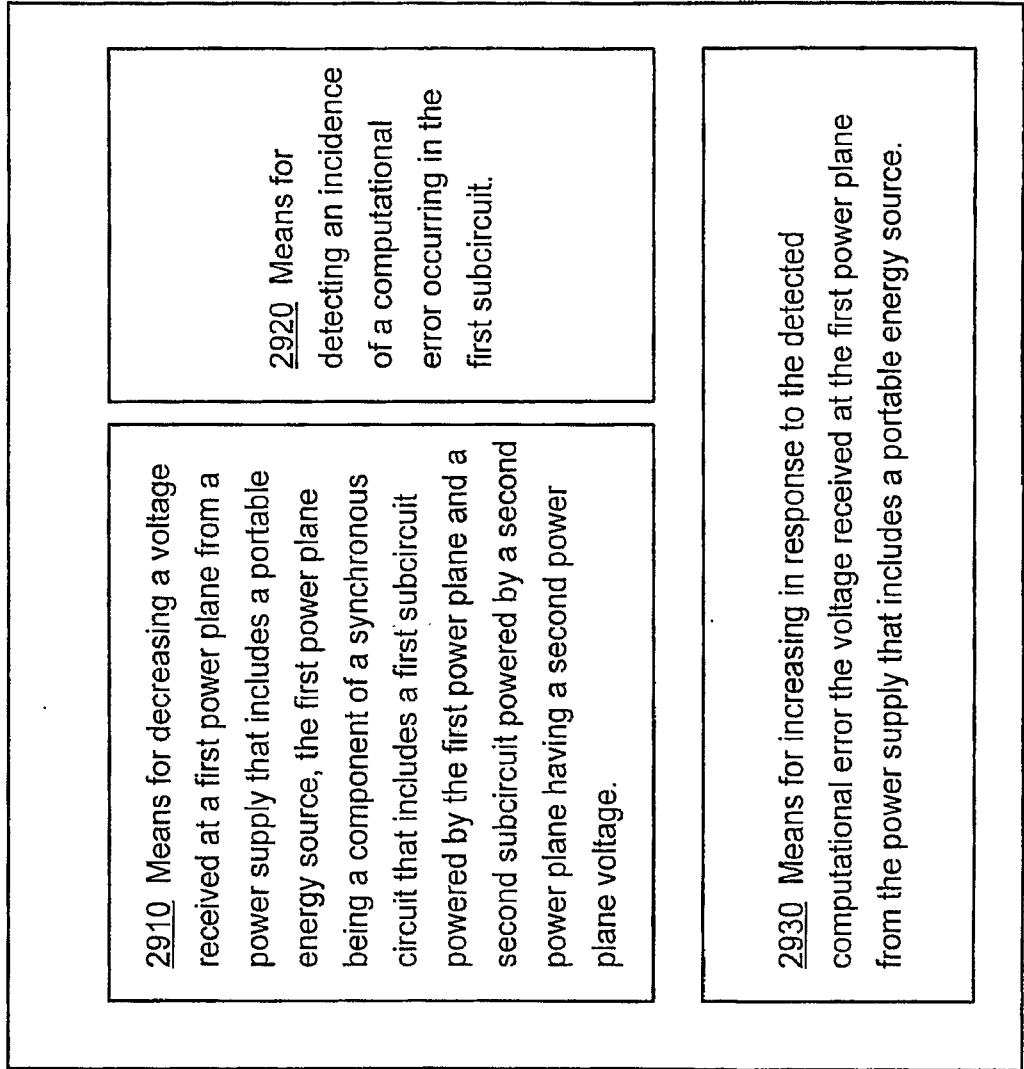 2910 Means for decreasing a voltage
received at a first power plane from a
power supply that includes a portable
energy source, the first power plane
being a component of a synchronous
circuit that includes a first subcircuit
powered by the first power plane and a
second subcircuit powered by a second
power plane having a second power
plane voltage.
2920 Means for
detecting an incidence
of a computational
error occurring in the
first subcircuit.
2930 Means for increasing in response to the detected
computational error the voltage received at the first power plane
from the power supply that includes a portable energy source.